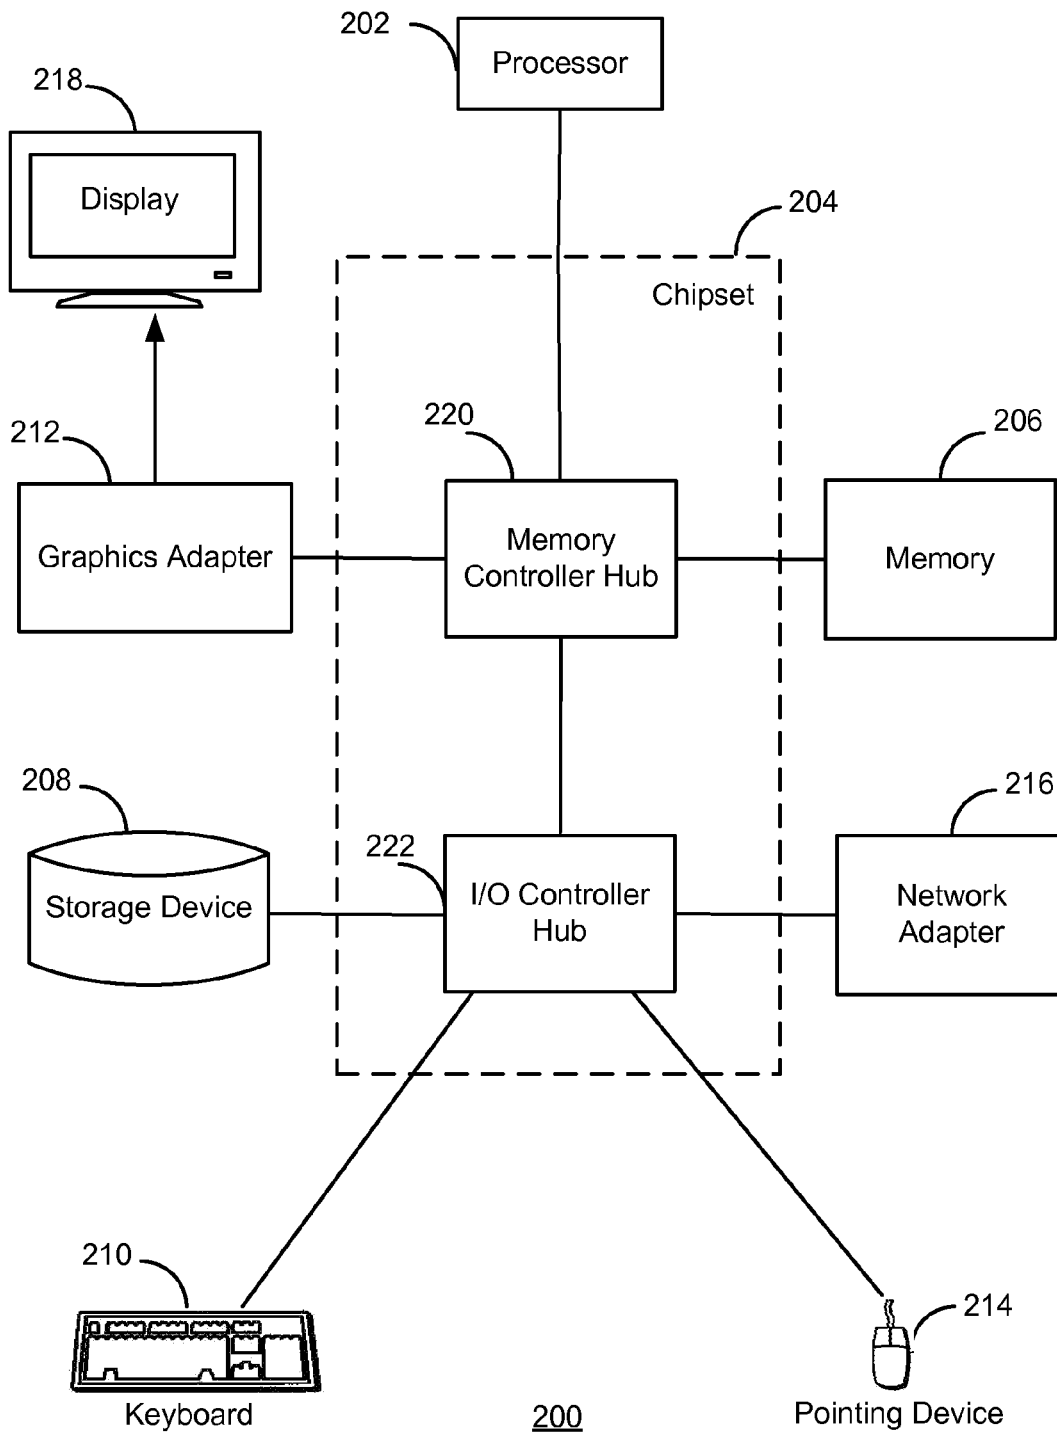 202
Processor
218
Display
204
Chipset
212
220
206
Graphics Adapter
Memory
Controller Hub
Memory
208
222
216
Storage Device
I/O Controller
Hub
Network
Adapter
210
214
Keyboard
200
Pointing Device